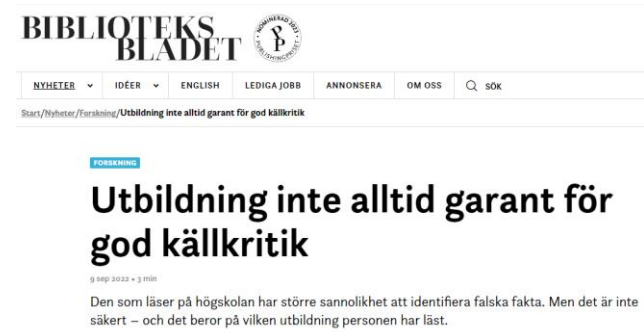 BIBLIOTEKS
BLADET
NOMINERAD 2023
PUBLISHINGPRISET
NYHETER IDÉER ENGLISH LEDIGA JOBB ANNONSERA OM OSS SÖK
Start/Nyheter/Forskning/Utbildning inte alltid garant för god källkritik
FORSKNING
Utbildning inte alltid garant för
god källkritik
9 sep 2022 • 3 min
Den som läser på högskolan har större sannolikhet att identifiera falska fakta. Men det är inte
säkert – och det beror på vilken utbildning personen har läst.